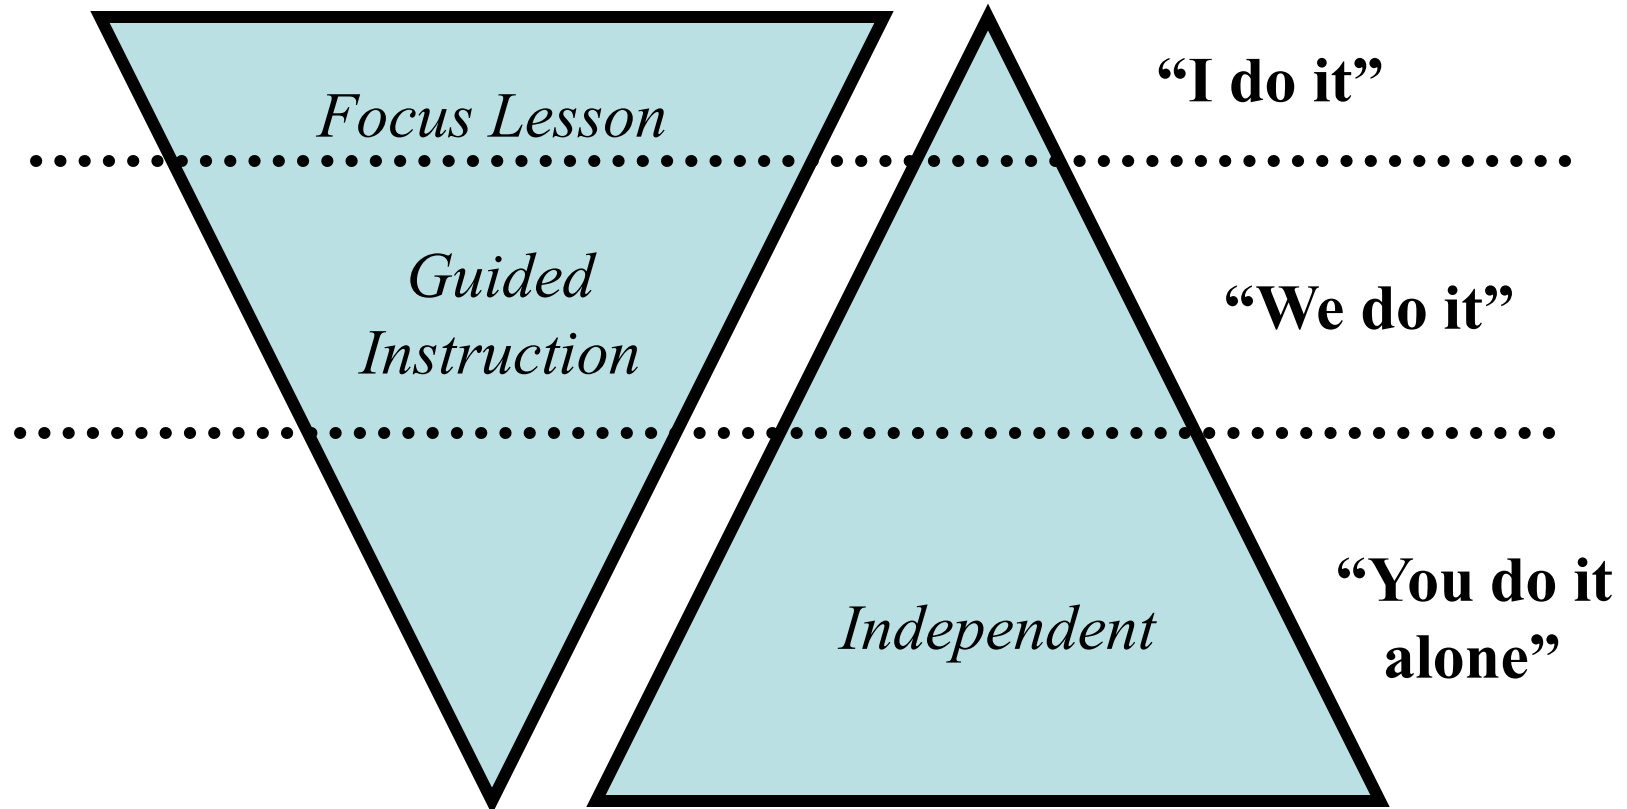 Focus Lesson
“I do it”
Guided
Instruction
“We do it”
Independent
“You do it
alone”